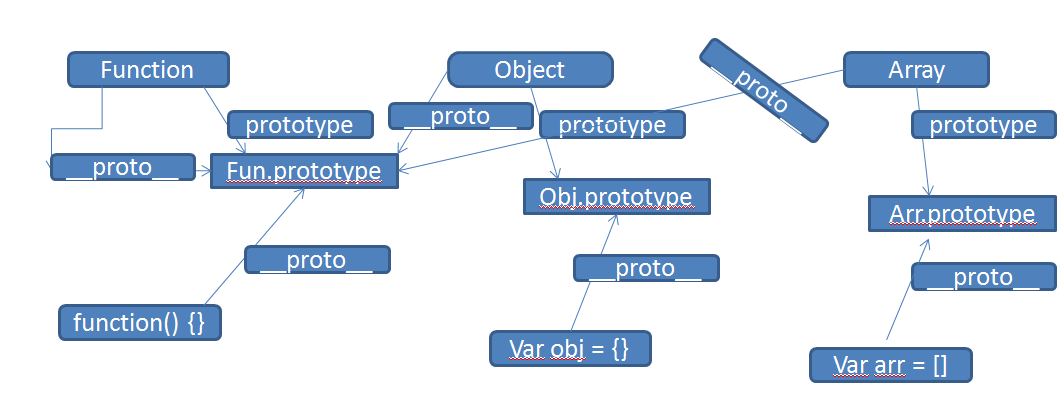 Function
Object
Array
__proto__
__proto__
prototype
prototype
prototype
__proto__
Fun.prototype
Obj.prototype
Arr.prototype
__proto__
__proto__
__proto__
function() {}
Var obj = {}
Var arr = []